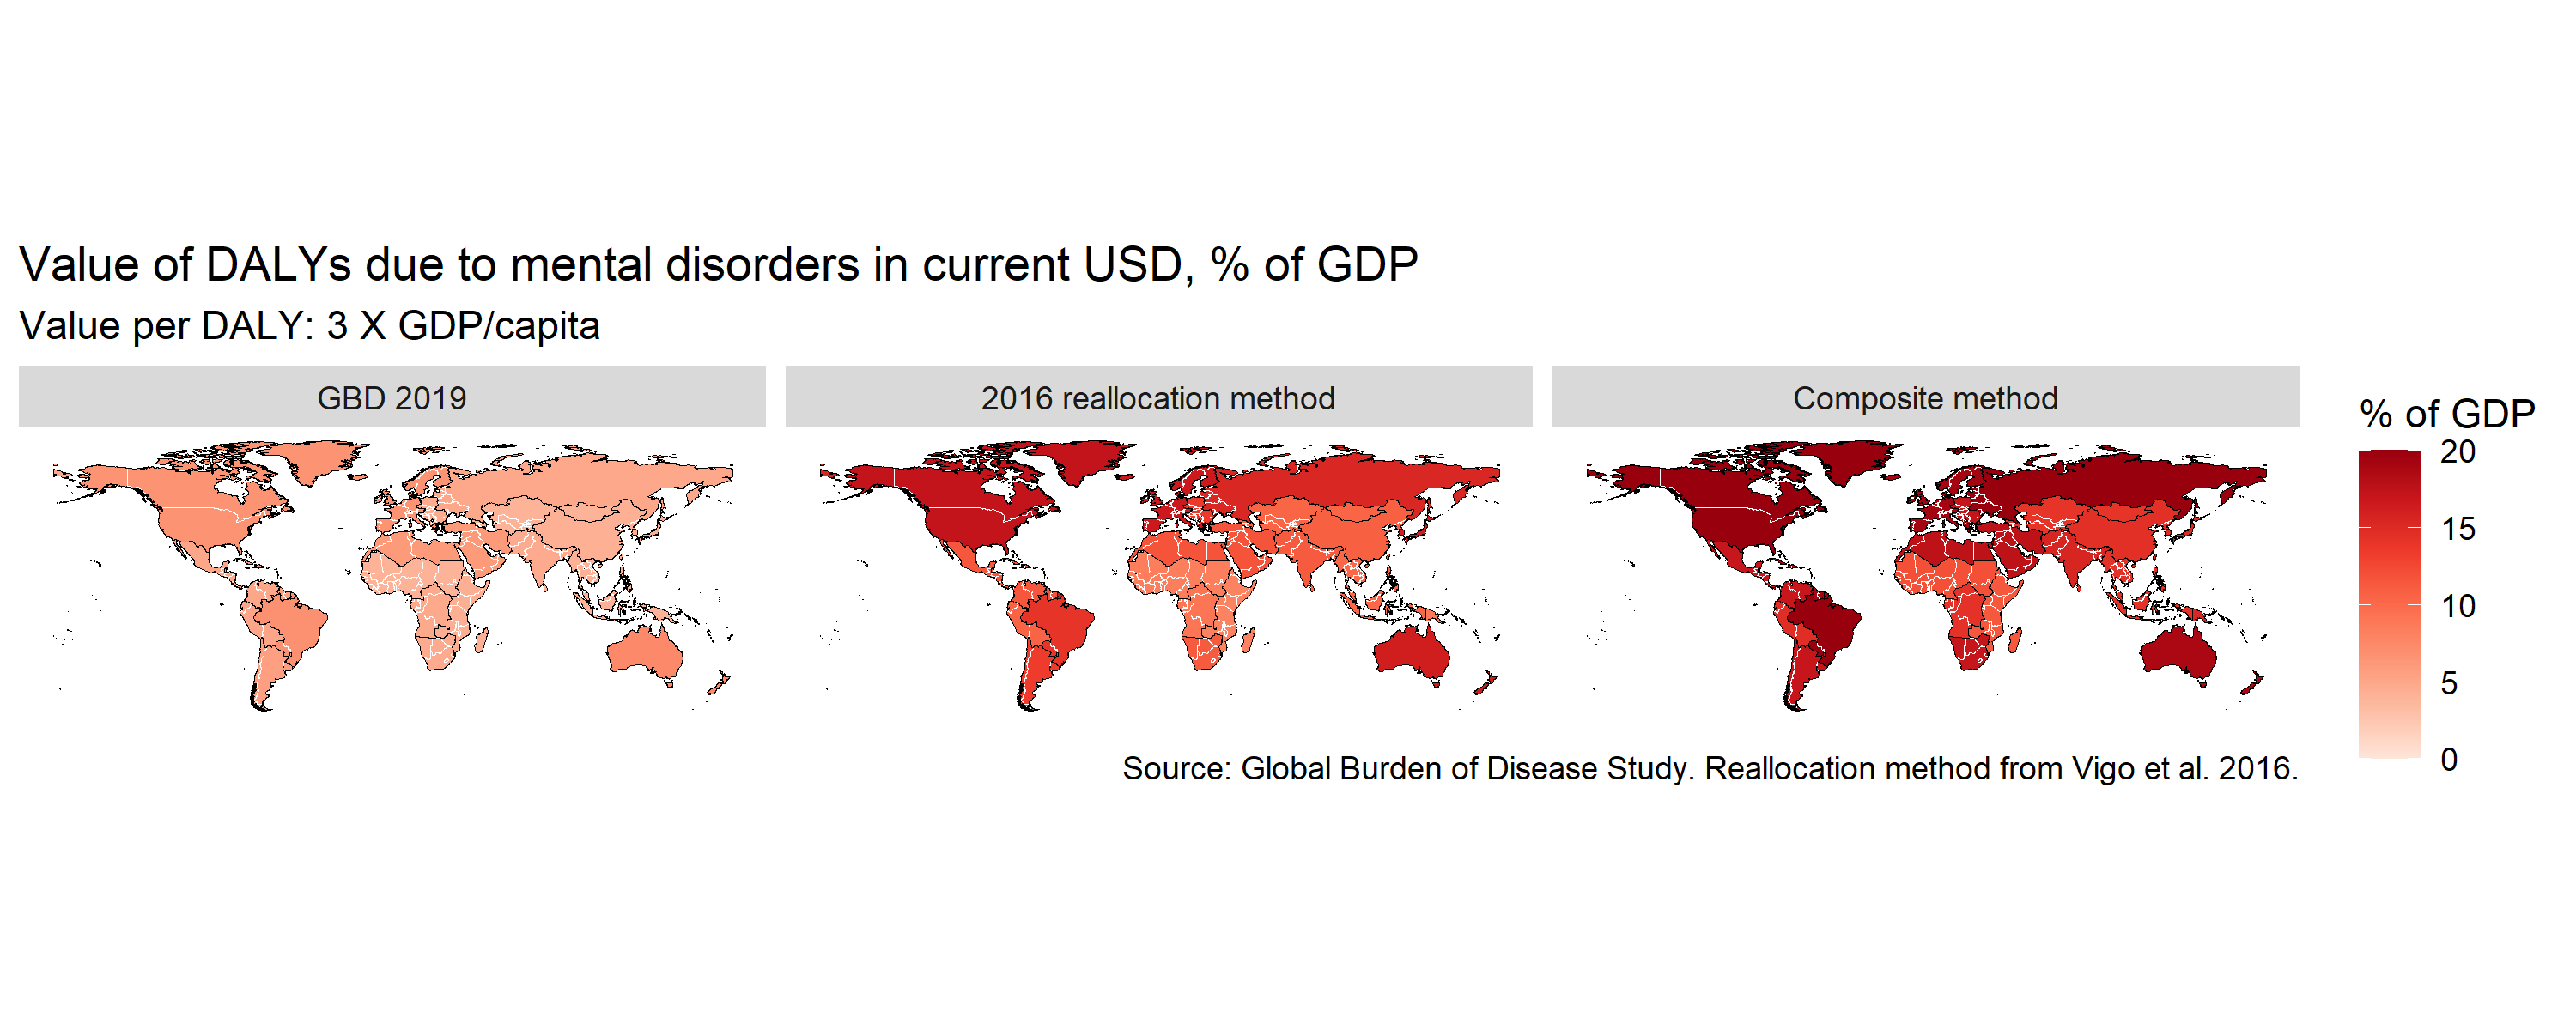 Value of DALYs due to mental disorders in current USD, % of GDP
Value per DALY: 3 X GDP/capita
GBD 2019
2016 reallocation method
Composite method
% of GDP
20
15
10
5
0
Source: Global Burden of Disease Study. Reallocation method from Vigo et al. 2016.